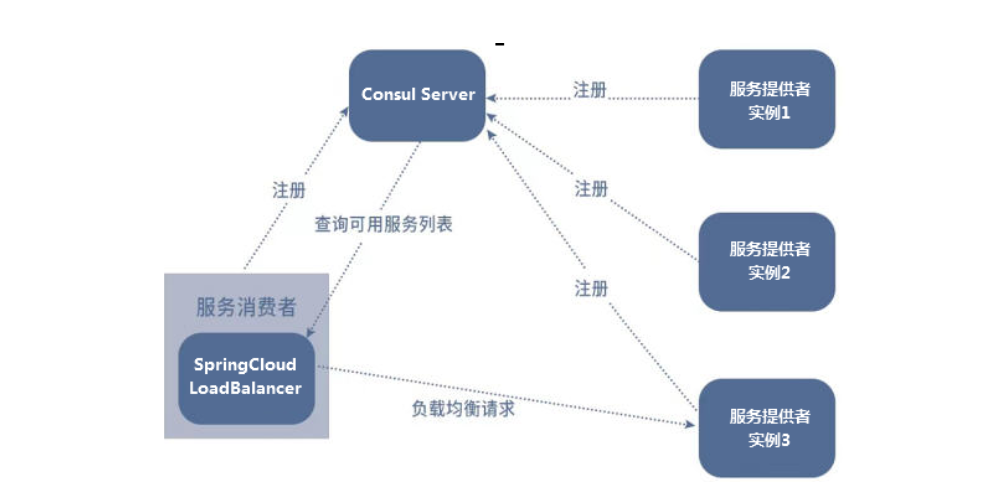 Consul Server
注册
服务提供者
实例1
注册
注册
查询可用服务列表
服务提供者
实例2
注册
服务消费者
SpringCloud
LoadBalancer
负载均衡请求
服务提供者
实例3